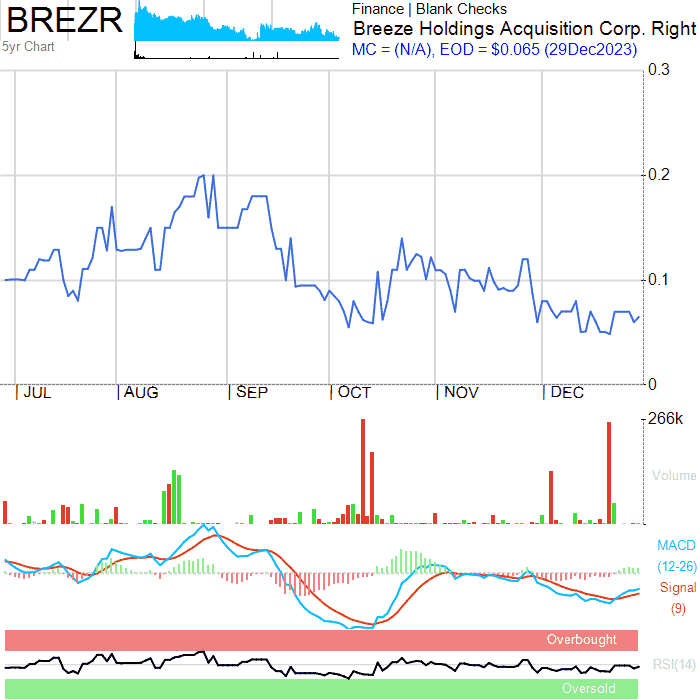 BREZR
5yr Chart
Finance | Blank Checks
Breeze Holdings Acquisition Corp. Right
MC = (N/A), EOD = $0.065 (29Dec2023)
0.3
0.2
0.1
0
| JUL | AUG | SEP | OCT | NOV | DEC
266k
Volume
MACD
(12-26)
Signal
(9)
Overbought
RSI(14)
Oversold